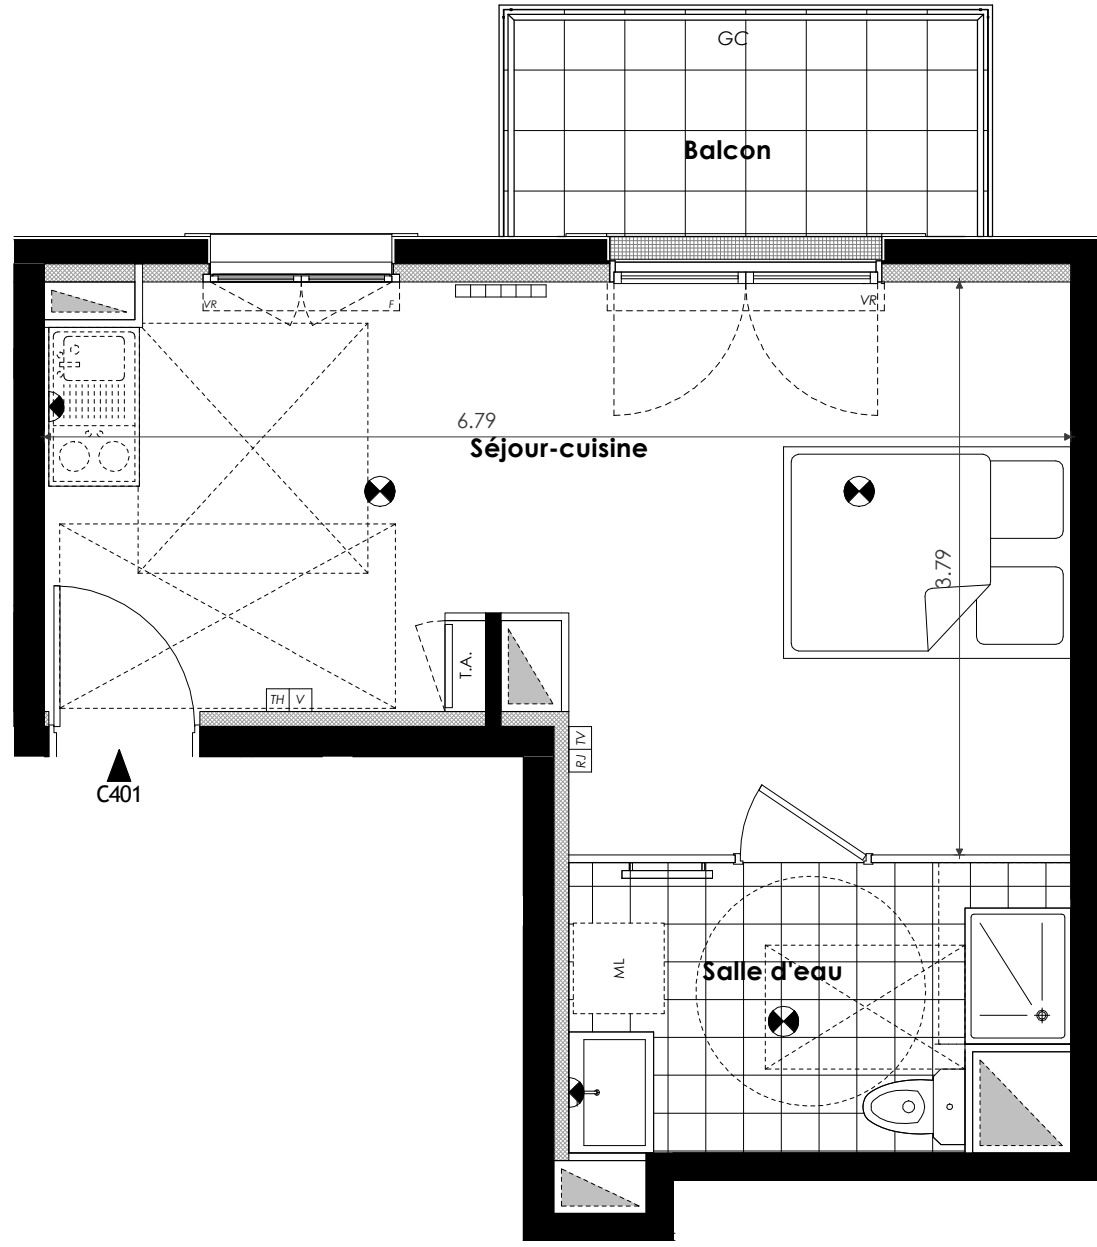 GC
Balcon
VR
F
VR
6.79
Séjour-cuisine
3.79
T.A.
TH
V
TV
RJ
C401
ML
Salle d'eau